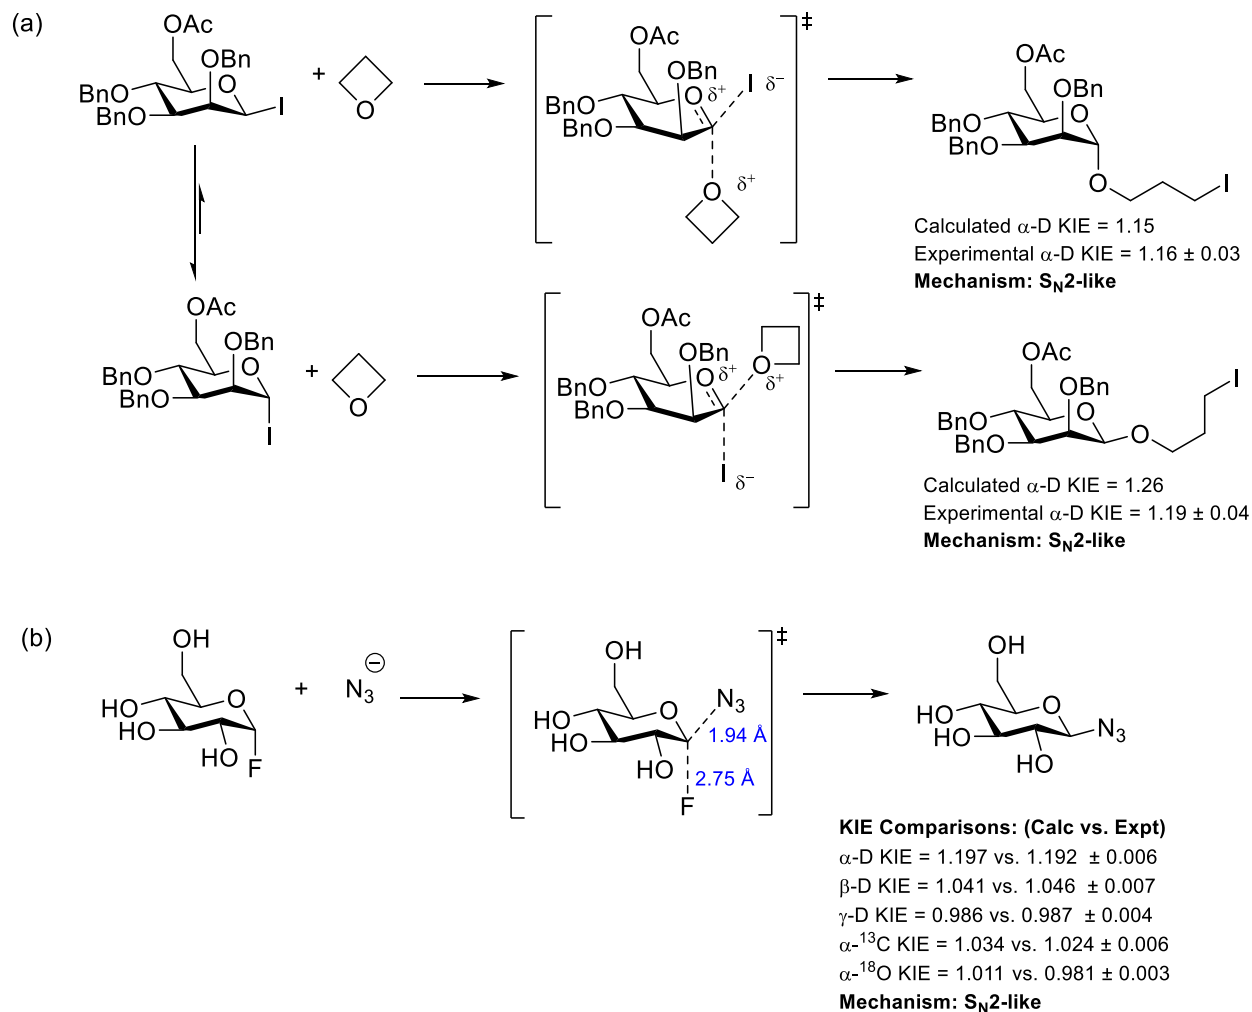 (a)
OAc
OBn
BnO
BnO
O
I
+
O
OAc
OBn
BnO
BnO
O
δ+
I
δ−
O
δ+
‡
OAc
OBn
BnO
BnO
O
O
I
Calculated α-D KIE = 1.15
Experimental α-D KIE = 1.16 ± 0.03
Mechanism: SN2-like
OAc
OBn
BnO
BnO
O
I
+
O
OAc
OBn
BnO
BnO
O
δ+
O
δ+
I
δ−
‡
OAc
OBn
BnO
BnO
O
O
I
Calculated α-D KIE = 1.26
Experimental α-D KIE = 1.19 ± 0.04
Mechanism: SN2-like
(b)
OH
HO
HO
HO
O
F
+
N3
−
OH
HO
HO
HO
O
N3
1.94 Å
2.75 Å
F
‡
OH
HO
HO
OH
O
N3
KIE Comparisons: (Calc vs. Expt)
α-D KIE = 1.197 vs. 1.192 ± 0.006
β-D KIE = 1.041 vs. 1.046 ± 0.007
γ-D KIE = 0.986 vs. 0.987 ± 0.004
α-13C KIE = 1.034 vs. 1.024 ± 0.006
α-18O KIE = 1.011 vs. 0.981 ± 0.003
Mechanism: SN2-like